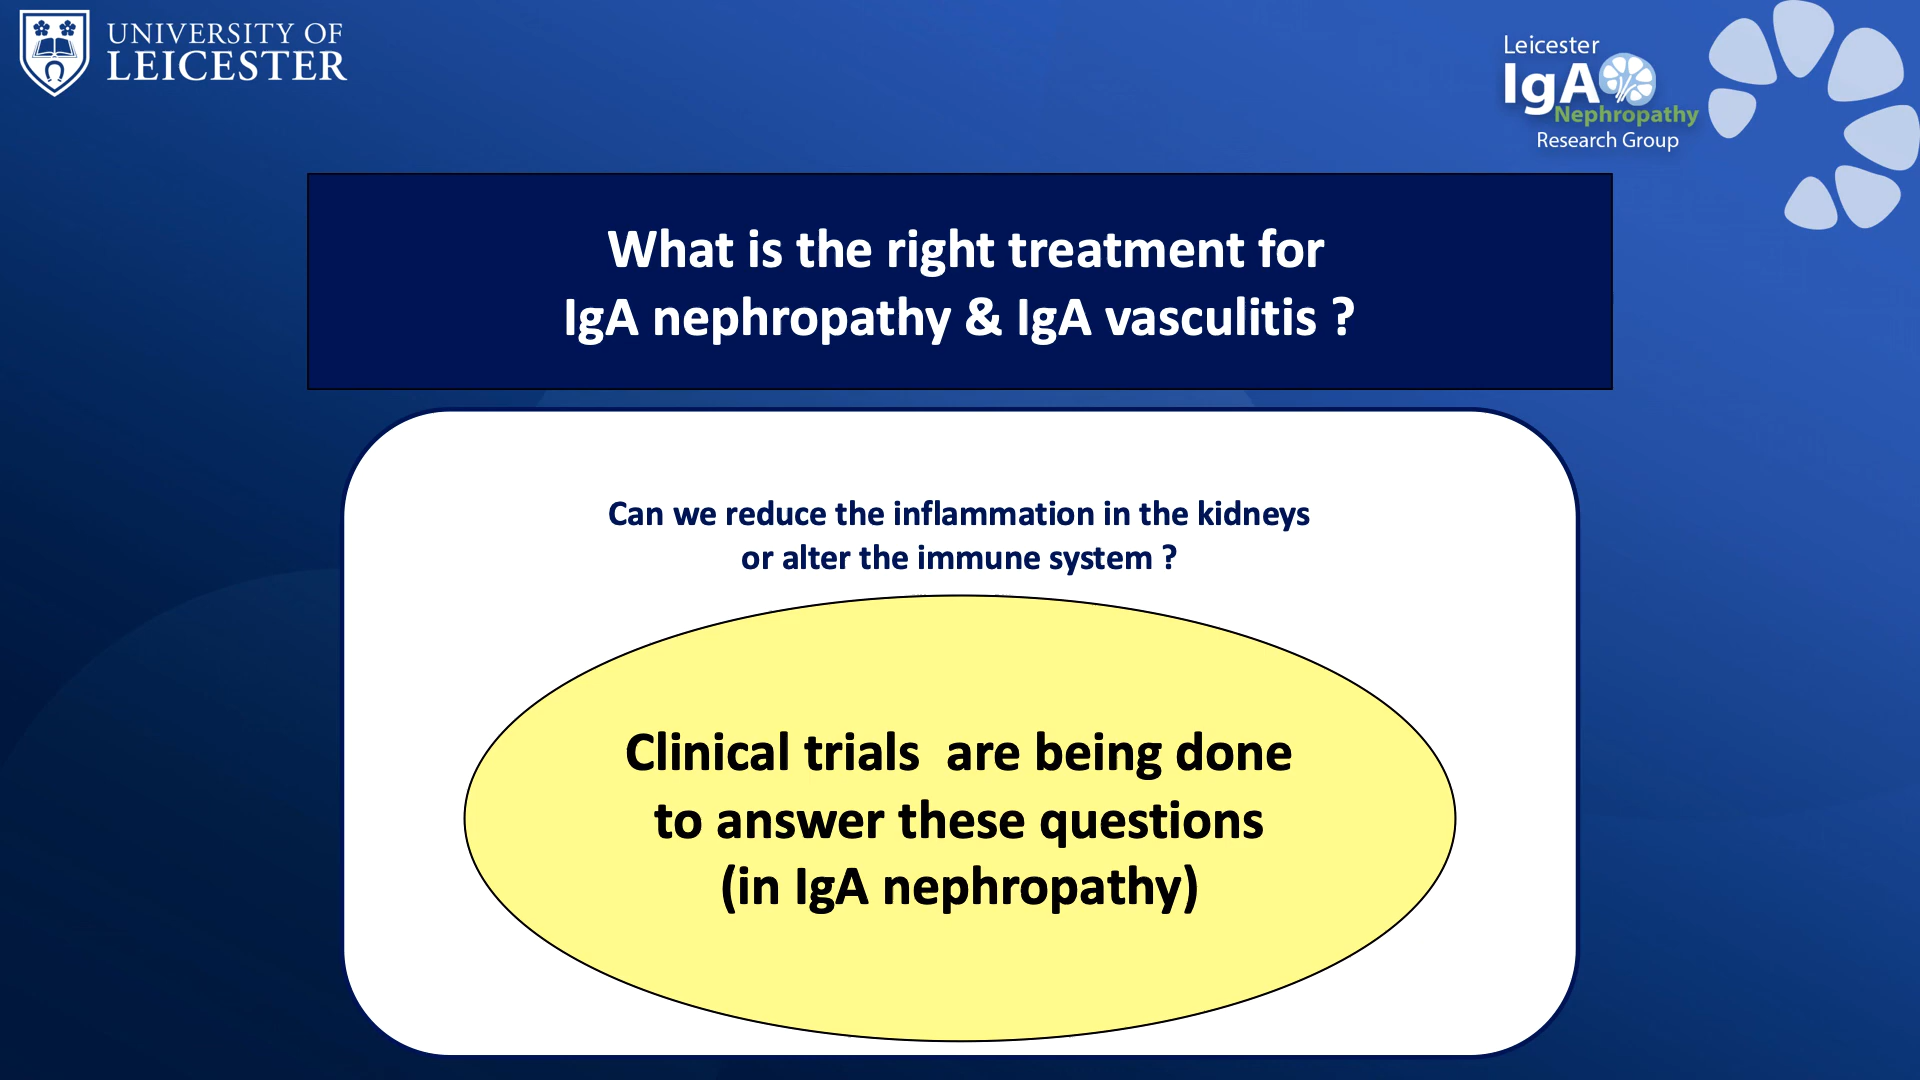 UNIVERSITY OF
LEICESTER
Leicester
IgA
Nephropathy
Research Group
What is the right treatment for
IgA nephropathy & IgA vasculitis ?
Can we reduce the inflammation in the kidneys
or alter the immune system ?
Clinical trials  are being done
to answer these questions
(in IgA nephropathy)